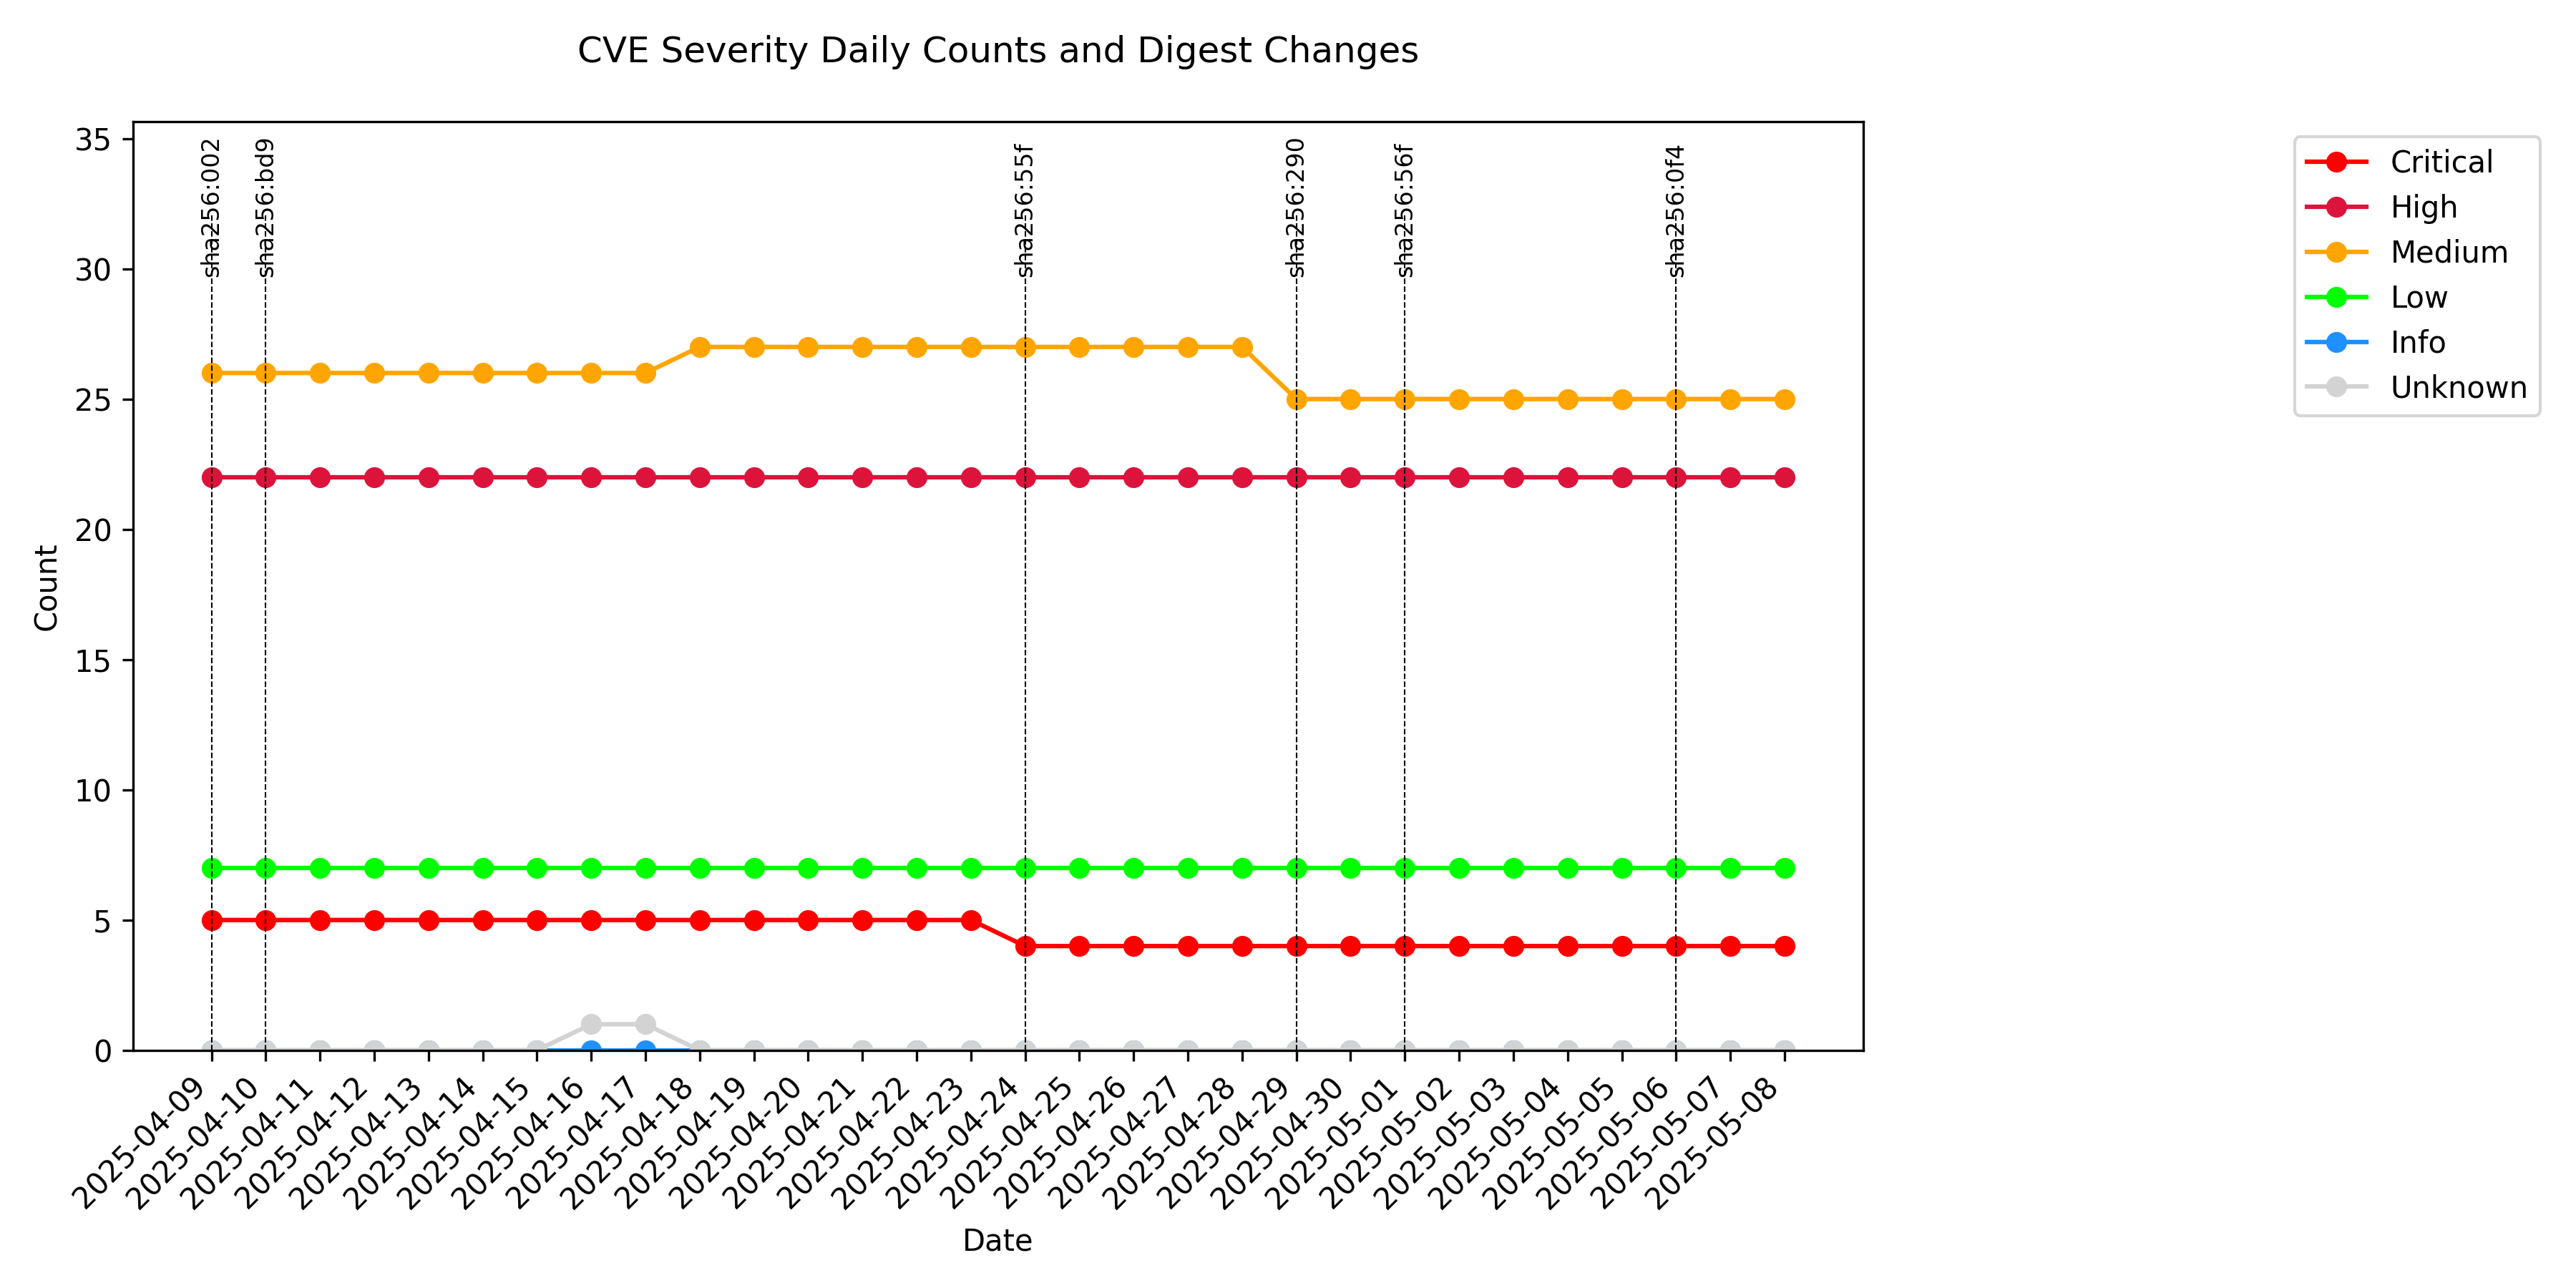 CVE Severity Daily Counts and Digest Changes
35
30
25
20
15
10
5
0
Count
sha256:002
sha256:bd9
sha256:55f
sha256:290
sha256:56f
sha256:0f4
Critical
High
Medium
Low
Info
Unknown
2025-04-09
2025-04-10
2025-04-11
2025-04-12
2025-04-13
2025-04-14
2025-04-15
2025-04-16
2025-04-17
2025-04-18
2025-04-19
2025-04-20
2025-04-21
2025-04-22
2025-04-23
2025-04-24
2025-04-25
2025-04-26
2025-04-27
2025-04-28
2025-04-29
2025-04-30
2025-05-01
2025-05-02
2025-05-03
2025-05-04
2025-05-05
2025-05-06
2025-05-07
2025-05-08
Date